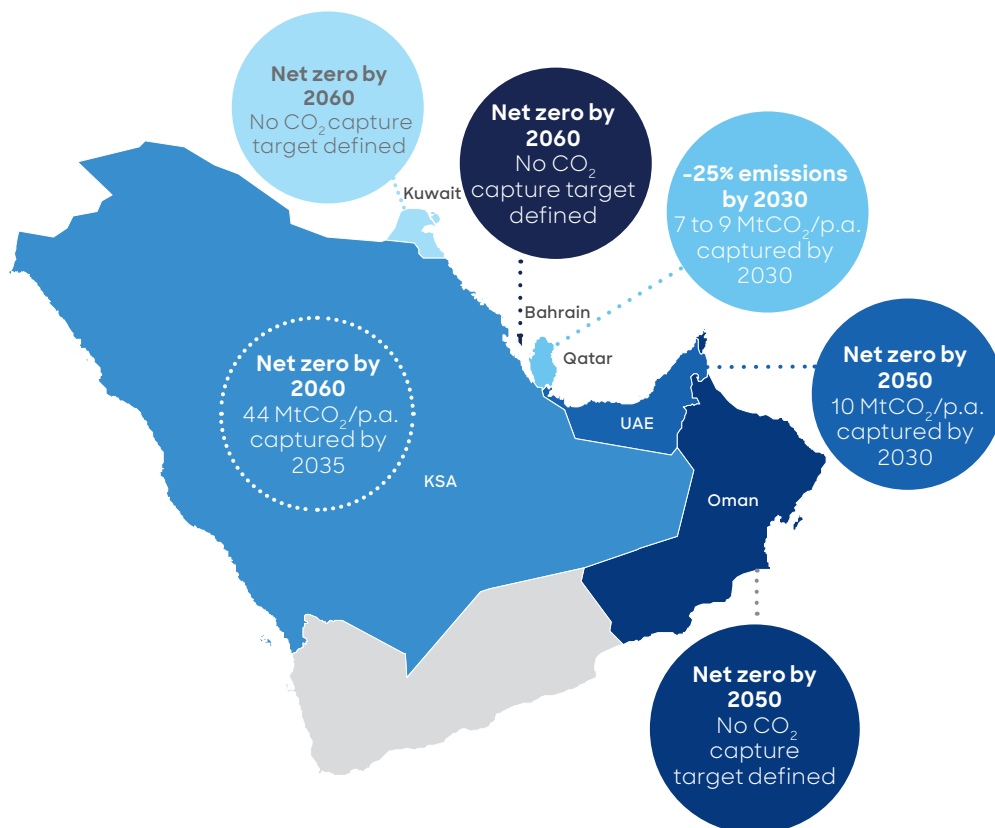 Net zero by
2060
No CO₂ capture
target defined
Kuwait
Net zero by
2060
No CO₂
capture target
defined
-25% emissions
by 2030
7 to 9 MtCO₂/p.a.
captured by
2030
Bahrain
Qatar
Net zero by
2060
44 MtCO₂/p.a.
captured by
2035
KSA
UAE
Net zero by
2050
10 MtCO₂/p.a.
captured by
2030
Oman
Net zero by
2050
No CO₂
capture
target defined